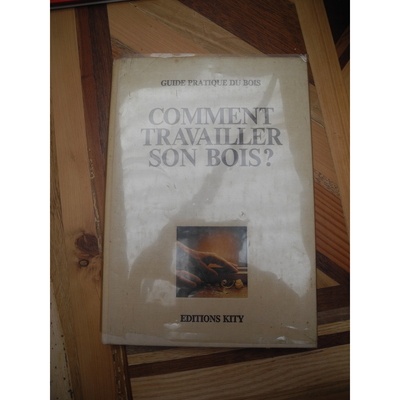 GUIDE PRATIQUE DU BOIS
COMMENT
TRAVAILLER
SON BOIS?
EDITIONS KITY